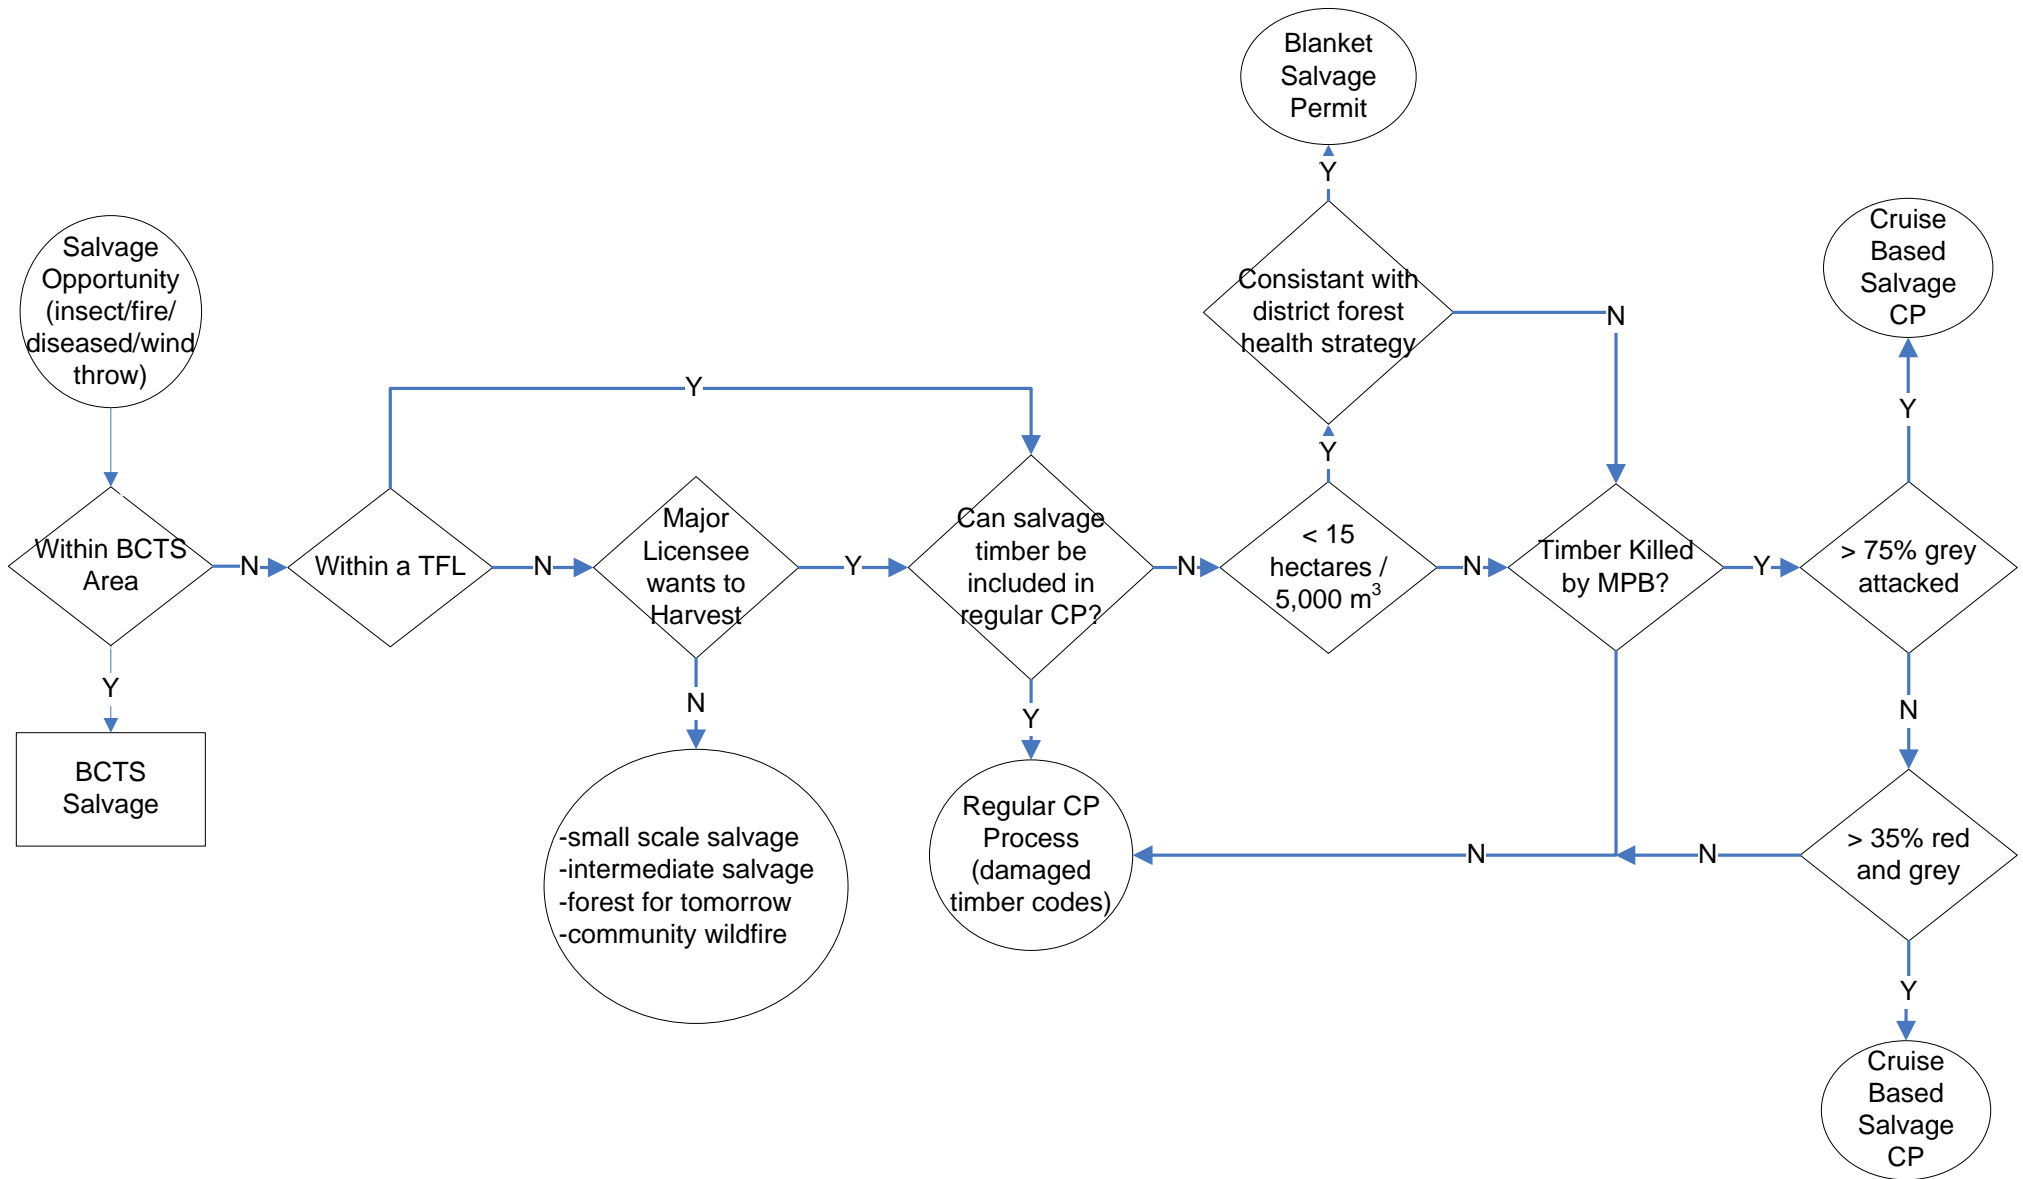 Blanket
Salvage
Permit
Y
Salvage
Opportunity
(insect/fire/
diseased/wind
throw)
Consistant with
district forest
health strategy
N
Cruise
Based
Salvage
CP
Y
Y
Y
Within BCTS
Area
N
Within a TFL
N
Major
Licensee
wants to
Harvest
Y
Can salvage
timber be
included in
regular CP?
N
< 15
hectares /
5,000 m³
N
Timber Killed
by MPB?
Y
> 75% grey
attacked
Y
N
Y
N
BCTS
Salvage
-small scale salvage
-intermediate salvage
-forest for tomorrow
-community wildfire
Regular CP
Process
(damaged
timber codes)
N
N
> 35% red
and grey
Y
Cruise
Based
Salvage
CP